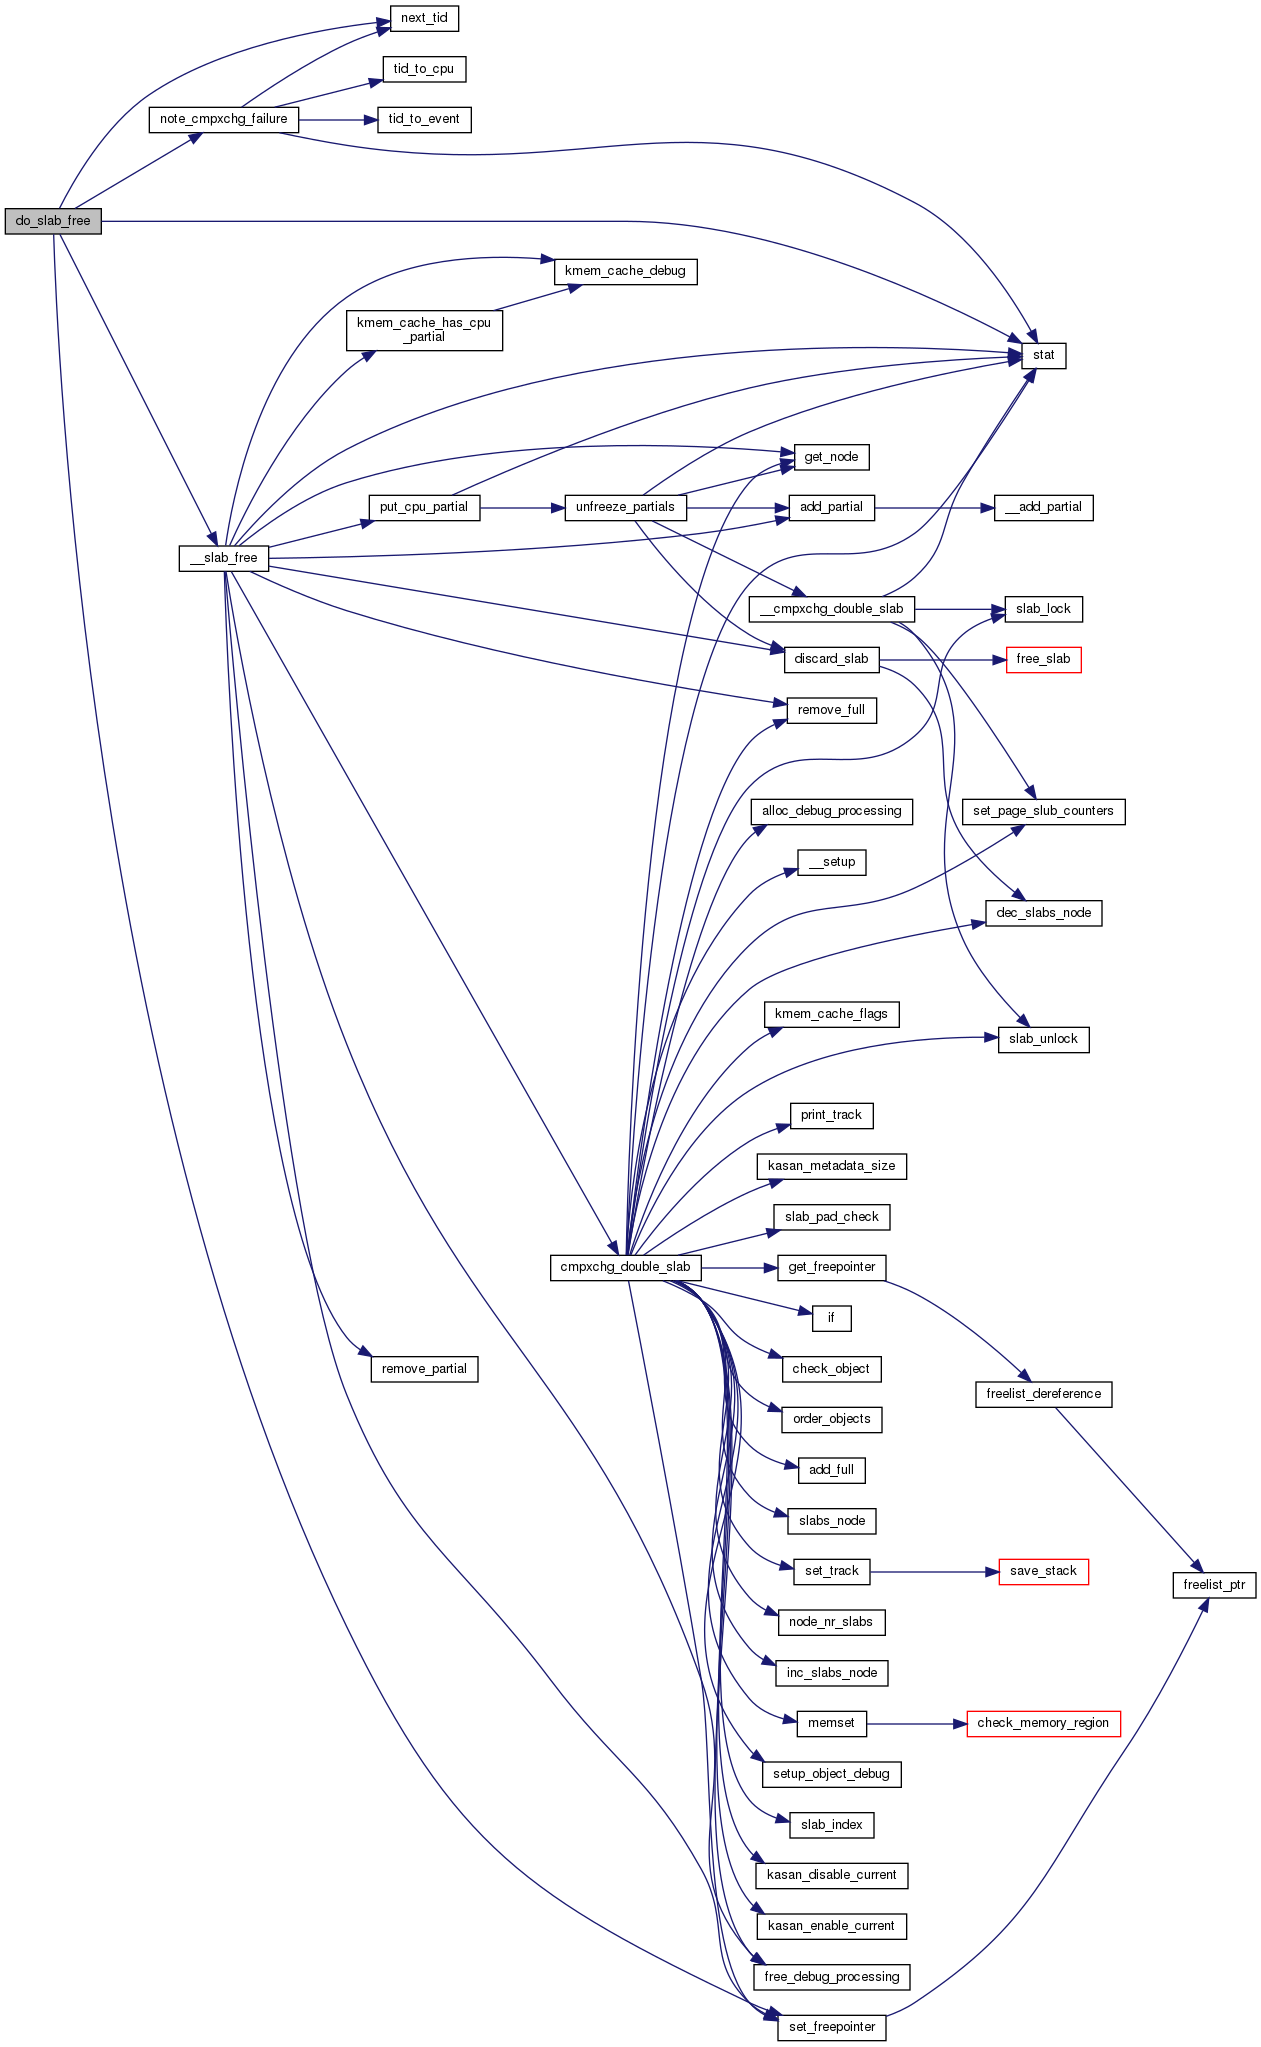 next_tid
tid_to_cpu
note_cmpxchg_failure
tid_to_event
do_slab_free
kmem_cache_debug
kmem_cache_has_cpu
_partial
stat
get_node
put_cpu_partial
unfreeze_partials
add_partial
__add_partial
__slab_free
__cmpxchg_double_slab
slab_lock
discard_slab
free_slab
remove_full
alloc_debug_processing
set_page_slub_counters
__setup
dec_slabs_node
kmem_cache_flags
slab_unlock
print_track
kasan_metadata_size
slab_pad_check
cmpxchg_double_slab
get_freepointer
if
remove_partial
check_object
freelist_dereference
order_objects
add_full
slabs_node
set_track
save_stack
freelist_ptr
node_nr_slabs
inc_slabs_node
memset
check_memory_region
setup_object_debug
slab_index
kasan_disable_current
kasan_enable_current
free_debug_processing
set_freepointer